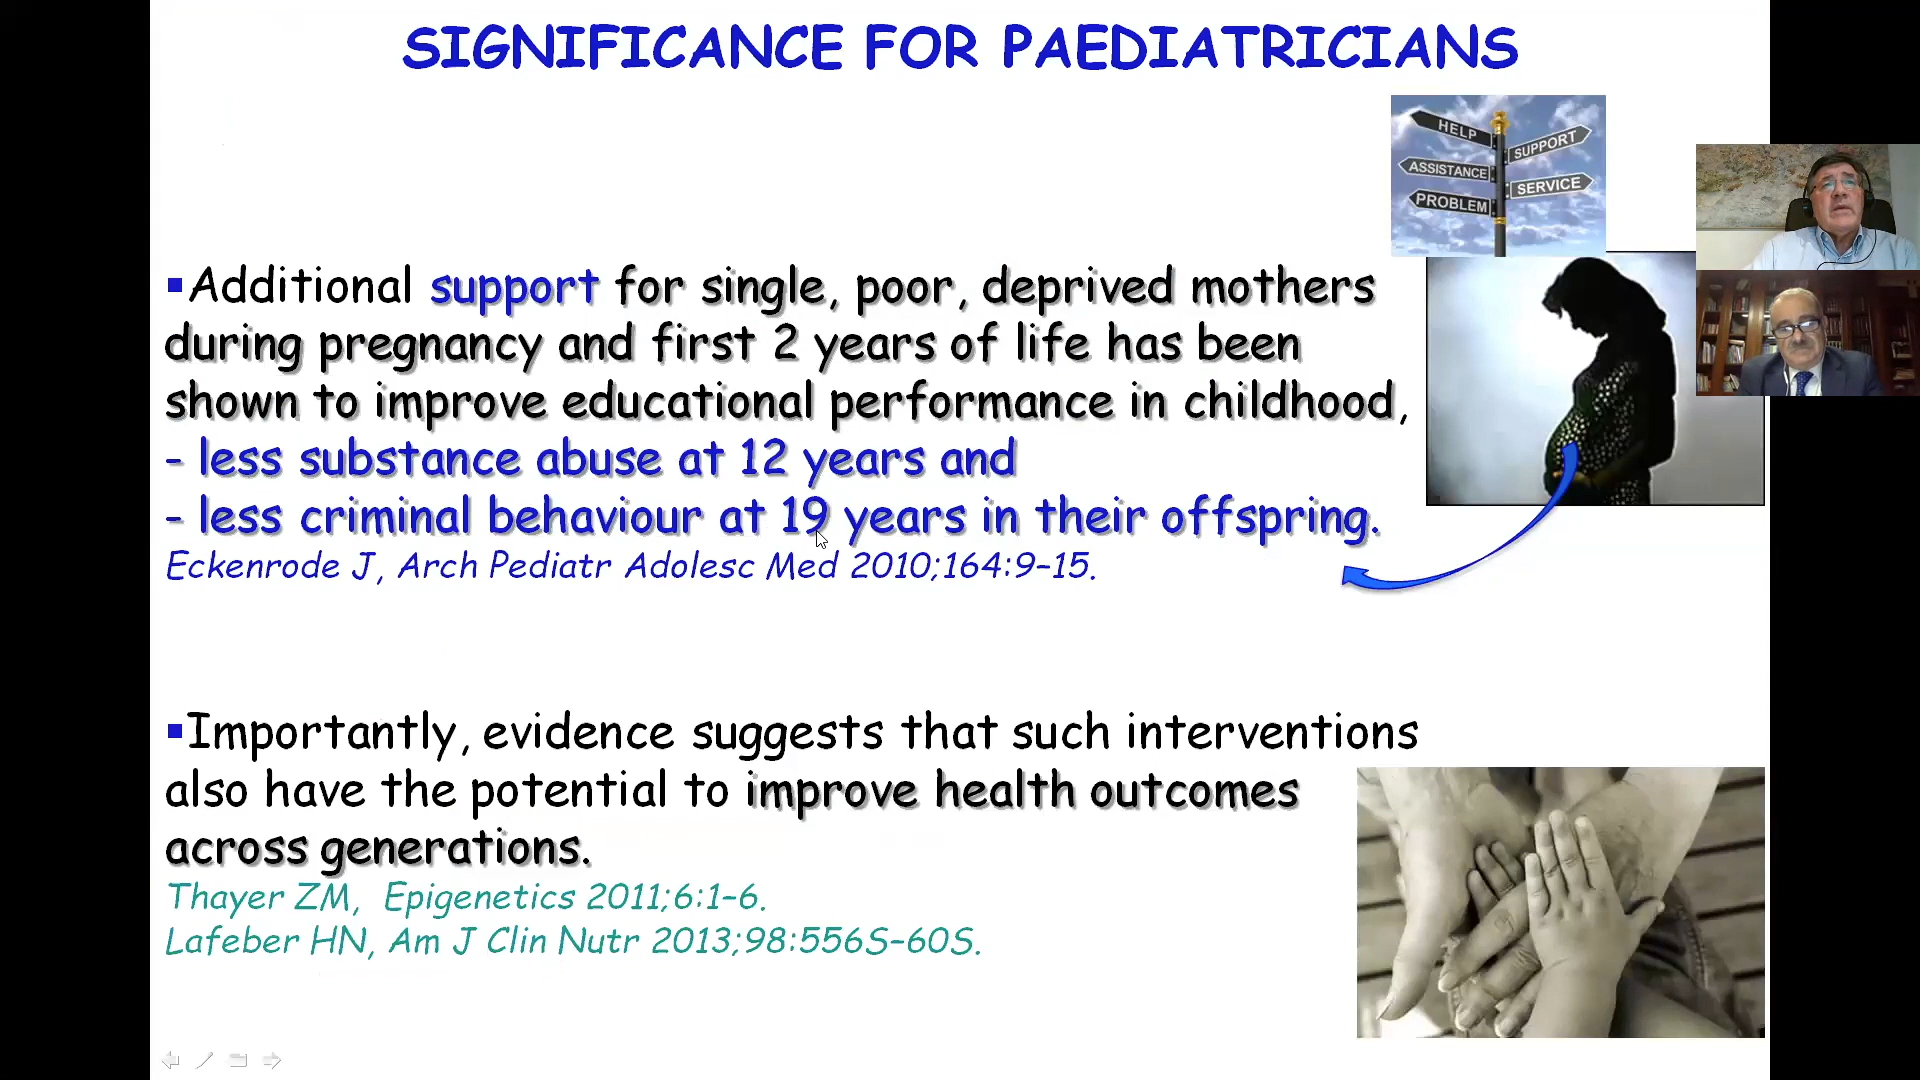 SIGNIFICANCE FOR PAEDIATRICIANS
HELP
SUPPORT
ASSISTANCE
SERVICE
PROBLEM
▪Additional support for single, poor, deprived mothers
during pregnancy and first 2 years of life has been
shown to improve educational performance in childhood,
- less substance abuse at 12 years and
- less criminal behaviour at 19 years in their offspring.
Eckenrode J, Arch Pediatr Adolesc Med 2010;164:9–15.
▪Importantly, evidence suggests that such interventions
also have the potential to improve health outcomes
across generations.
Thayer ZM, Epigenetics 2011;6:1–6.
Lafeber HN, Am J Clin Nutr 2013;98:556S–60S.